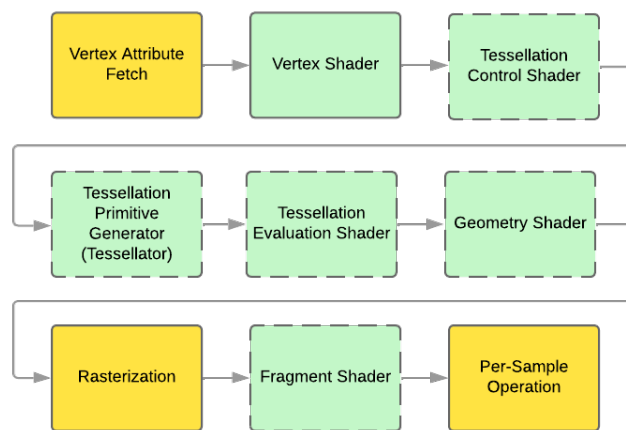 Vertex Attribute
Fetch
Vertex Shader
Tessellation
Control Shader
Tessellation
Primitive
Generator
(Tessellator)
Tessellation
Evaluation Shader
Geometry Shader
Rasterization
Fragment Shader
Per-Sample
Operation